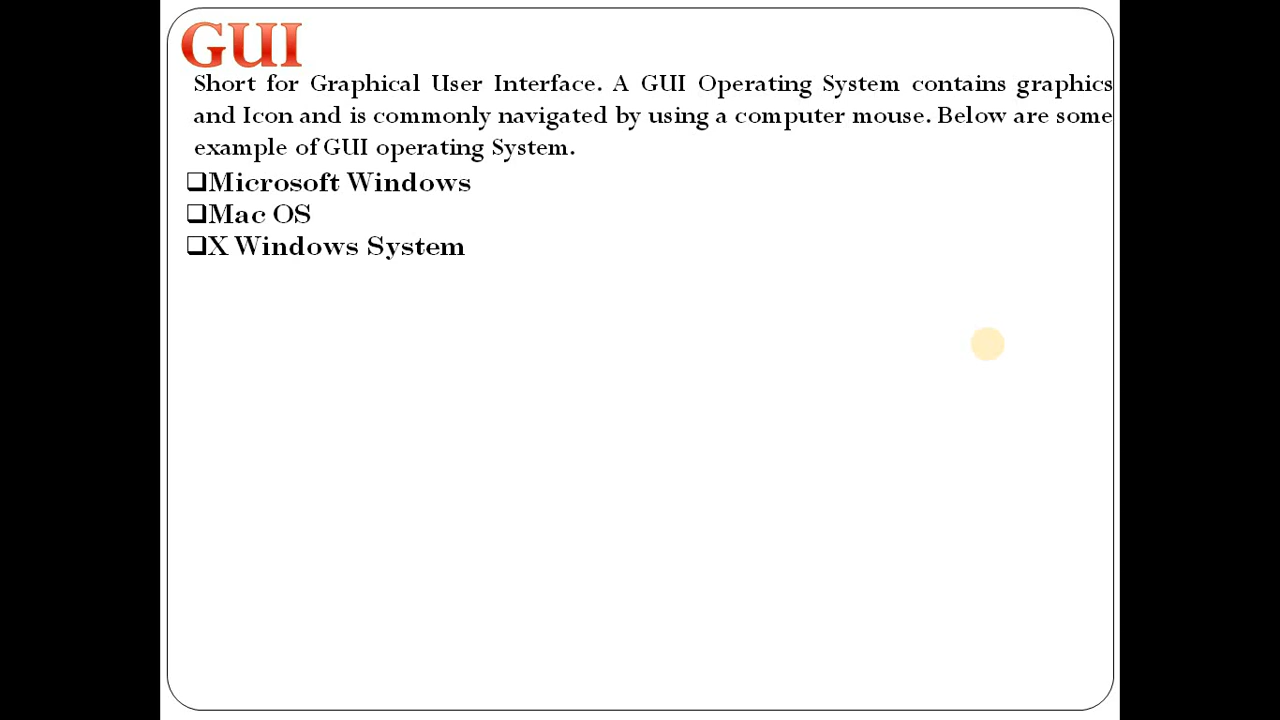 GUI
Short for Graphical User Interface. A GUI Operating System contains graphics
and Icon and is commonly navigated by using a computer mouse. Below are some
example of GUI operating System.
❑Microsoft Windows
❑Mac OS
❑X Windows System